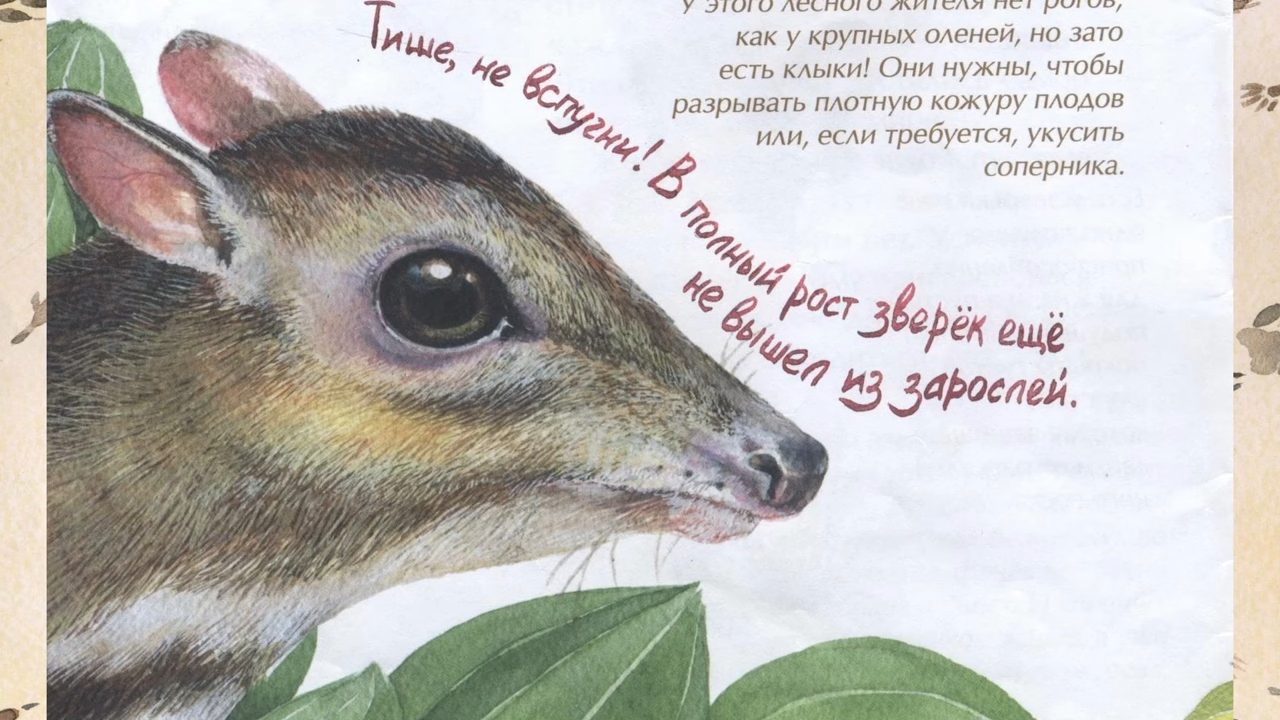 У этого лесного жителя нет рогов,
как у крупных оленей, но зато
есть клыки! Они нужны, чтобы
разрывать плотную кожуру плодов
или, если требуется, укусить
соперника.
Тише, не вспугни! В полный рост зверёк ещё
не вышел из зарослей.